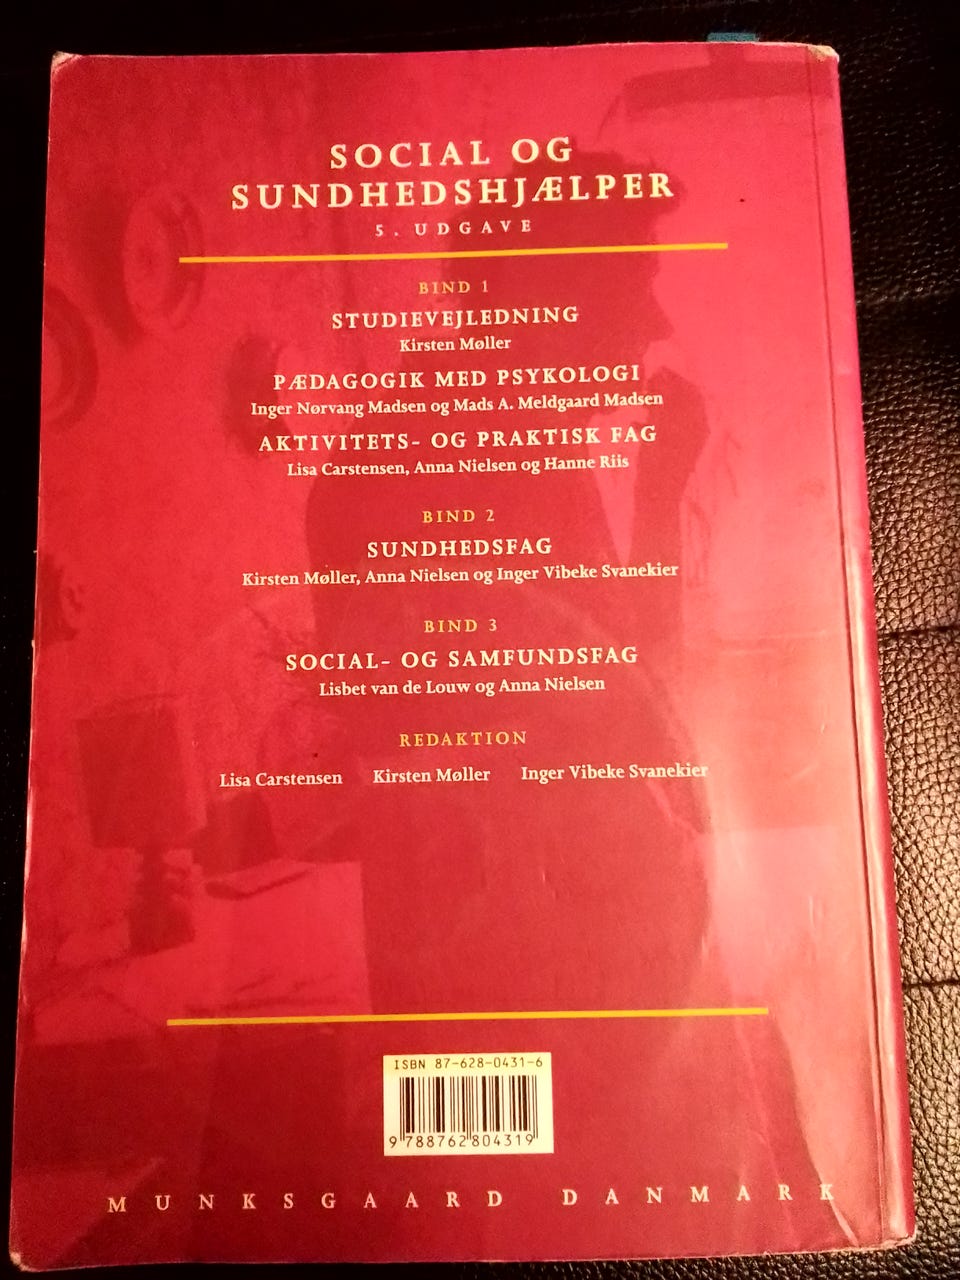 SOCIAL OG
SUNDHEDSHJÆLPER
5. UDGAVE
BIND 1
STUDIEVEJLEDNING
Kirsten Møller
PÆDAGOGIK MED PSYKOLOGI
Inger Nørvang Madsen og Mads A. Meldgaard Madsen
AKTIVITETS- OG PRAKTISK FAG
Lisa Carstensen, Anna Nielsen og Hanne Riis
BIND 2
SUNDHEDSFAG
Kirsten Møller, Anna Nielsen og Inger Vibeke Svanekier
BIND 3
SOCIAL- OG SAMFUNDSFAG
Lisbet van de Louw og Anna Nielsen
REDAKTION
Lisa Carstensen Kirsten Møller Inger Vibeke Svanekier
ISBN 87-628-0431-6
9 788762 804319
MUNKSGAARD DANMARK